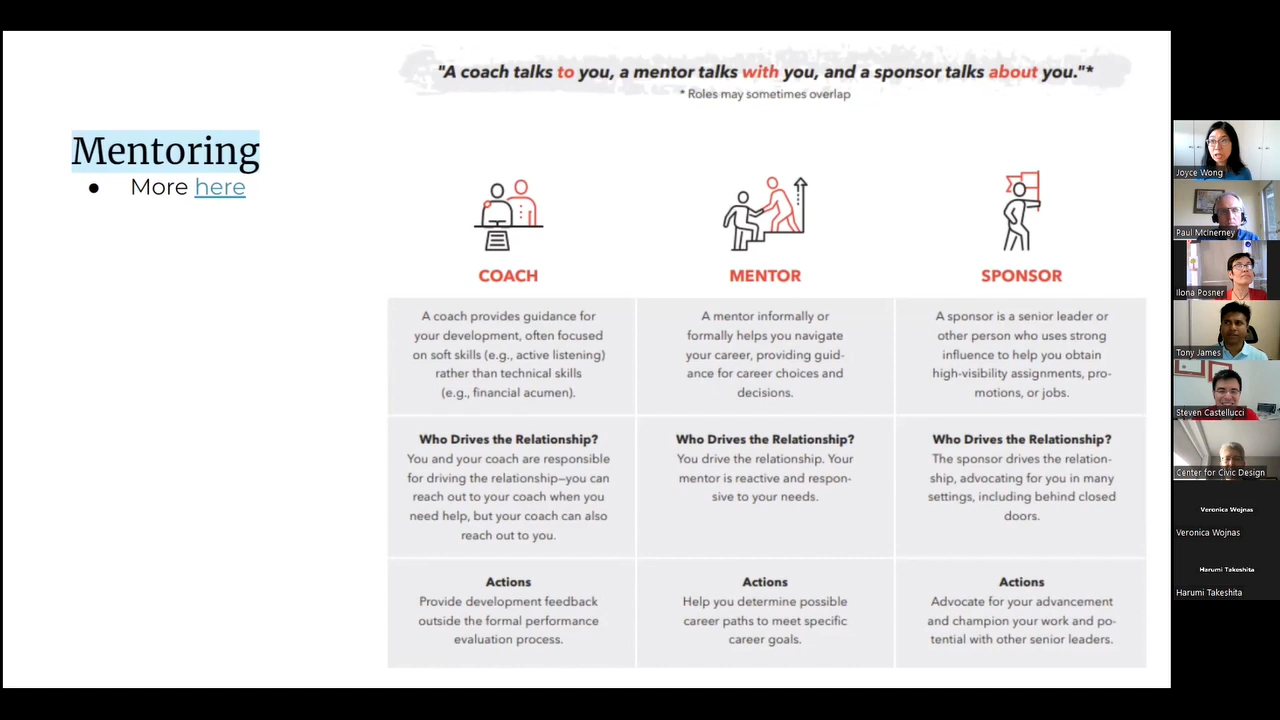 "A coach talks to you, a mentor talks with you, and a sponsor talks about you."*
* Roles may sometimes overlap
Mentoring
● More here
COACH
A coach provides guidance for
your development, often focused
on soft skills (e.g., active listening)
rather than technical skills
(e.g., financial acumen).
Who Drives the Relationship?
You and your coach are responsible
for driving the relationship—you can
reach out to your coach when you
need help, but your coach can also
reach out to you.
Actions
Provide development feedback
outside the formal performance
evaluation process.
MENTOR
A mentor informally or
formally helps you navigate
your career, providing guid-
ance for career choices and
decisions.
Who Drives the Relationship?
You drive the relationship. Your
mentor is reactive and respon-
sive to your needs.
Actions
Help you determine possible
career paths to meet specific
career goals.
SPONSOR
A sponsor is a senior leader or
other person who uses strong
influence to help you obtain
high-visibility assignments, pro-
motions, or jobs.
Who Drives the Relationship?
The sponsor drives the relation-
ship, advocating for you in many
settings, including behind closed
doors.
Actions
Advocate for your advancement
and champion your work and po-
tential with other senior leaders.
Joyce Wong
Paul McInerney
Ilona Posner
Tony James
Steven Castellucci
Center for Civic Design
Veronica Wojnas
Veronica Wojnas
Harumi Takeshita
Harumi Takeshita